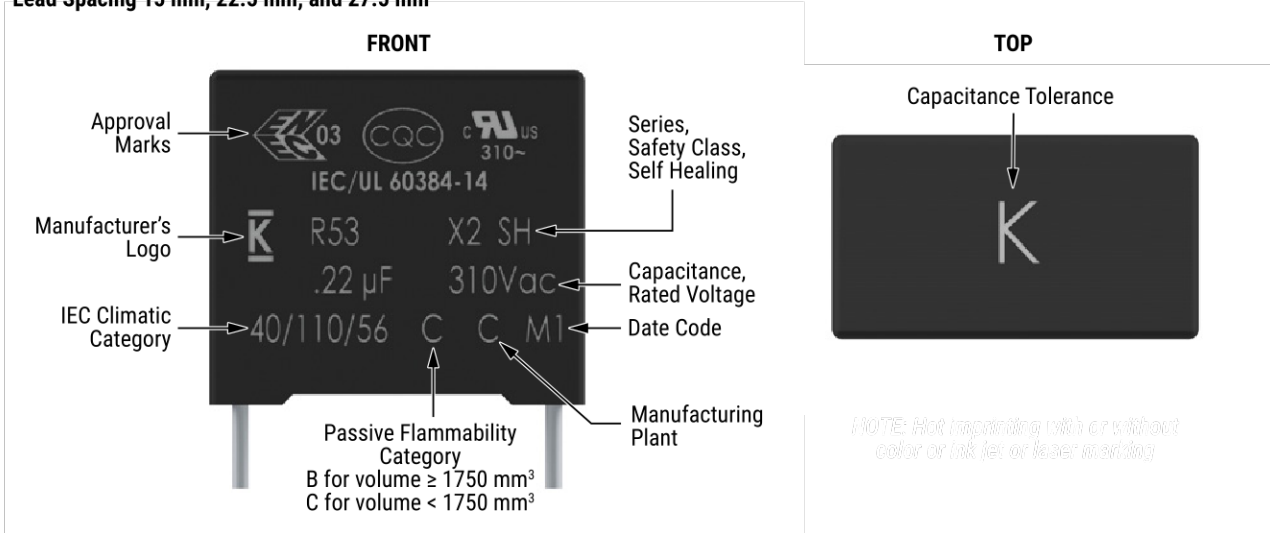 Lead Spacing 15 mm, 22.5 mm, and 27.5 mm
FRONT
Approval
Marks
03
CQC
C US
310~
IEC/UL 60384-14
Manufacturer's
Logo
K R53 X2 SH
Series,
Safety Class,
Self Healing
.22 µF 310Vac
Capacitance,
Rated Voltage
IEC Climatic
Category
40/110/56 C C M1
Date Code
Passive Flammability
Category
B for volume ≥ 1750 mm³
C for volume < 1750 mm³
Manufacturing
Plant
TOP
Capacitance Tolerance
K
NOTE: Hot imprinting with or without
color or ink jet or laser marking